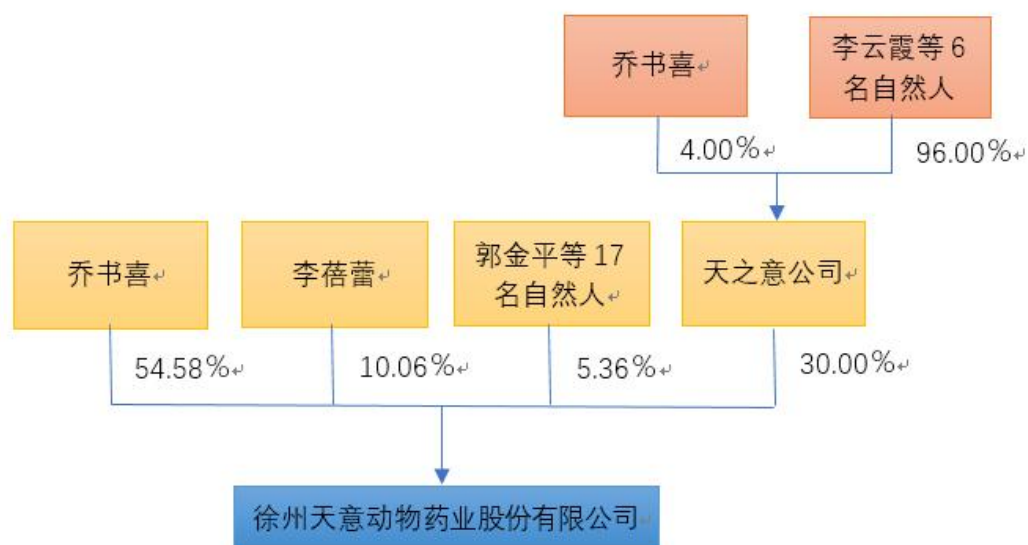 乔书喜
李云霞等 6
名自然人
4.00%
96.00%
乔书喜
李蓓蕾
郭金平等 17
名自然人
天之意公司
54.58%
10.06%
5.36%
30.00%
徐州天意动物药业股份有限公司